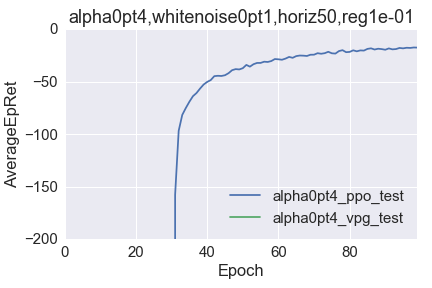 alpha0pt4,whitenoise0pt1,horiz50,reg1e-01
0
−50
−100
−150
−200
AverageEpRet
alpha0pt4_ppo_test
alpha0pt4_vpg_test
0 20 40 60 80
Epoch